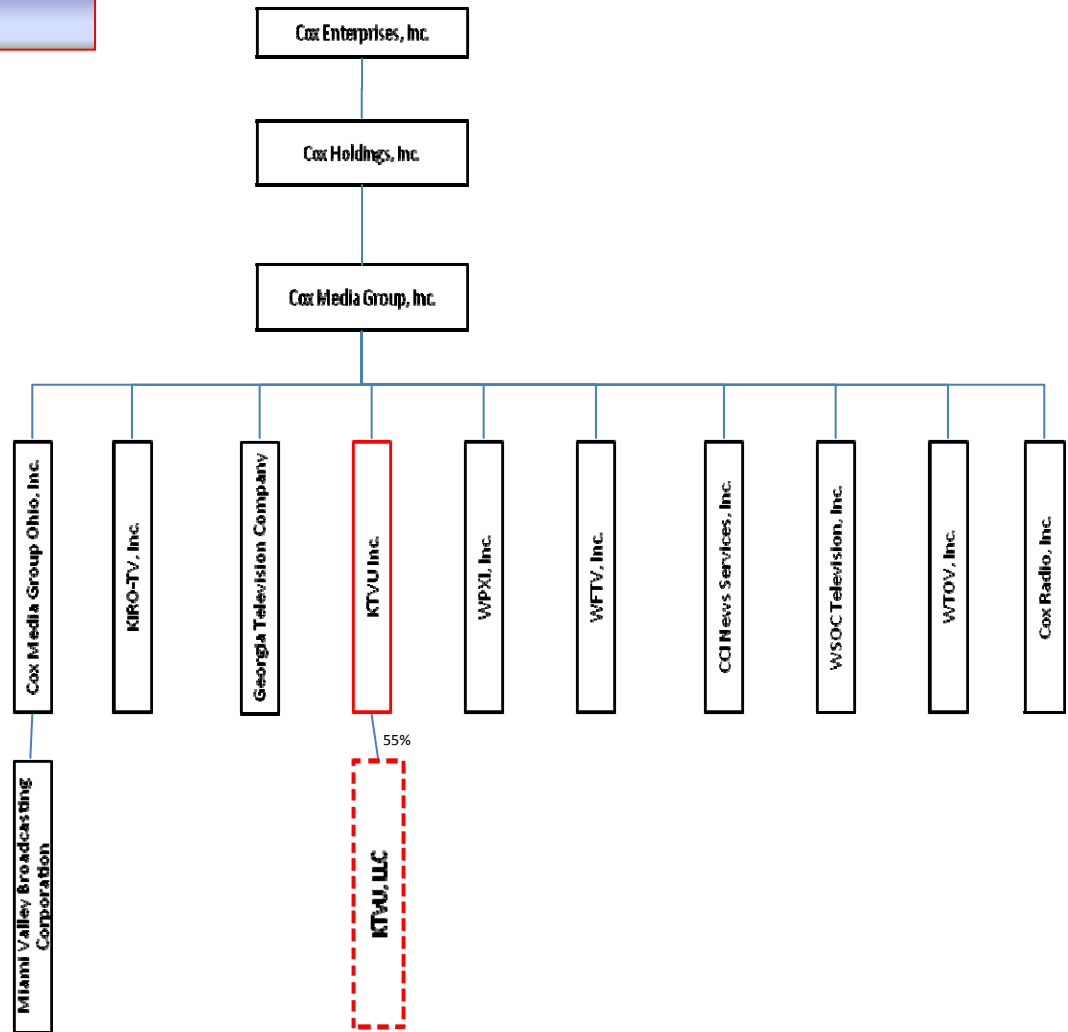 Cox Enterprises, Inc.
Cox Holdings, Inc.
Cox Media Group, Inc.
Cox Media Group Ohio, Inc.
KIRO-TV, Inc.
Georgia Television Company
KTVU Inc.
WPXI, Inc.
WFTV, Inc.
CCI News Services, Inc.
WSOC Television, Inc.
WTOV, Inc.
Cox Radio, Inc.
55%
Miami Valley Broadcasting
Corporation
KTVU, LLC